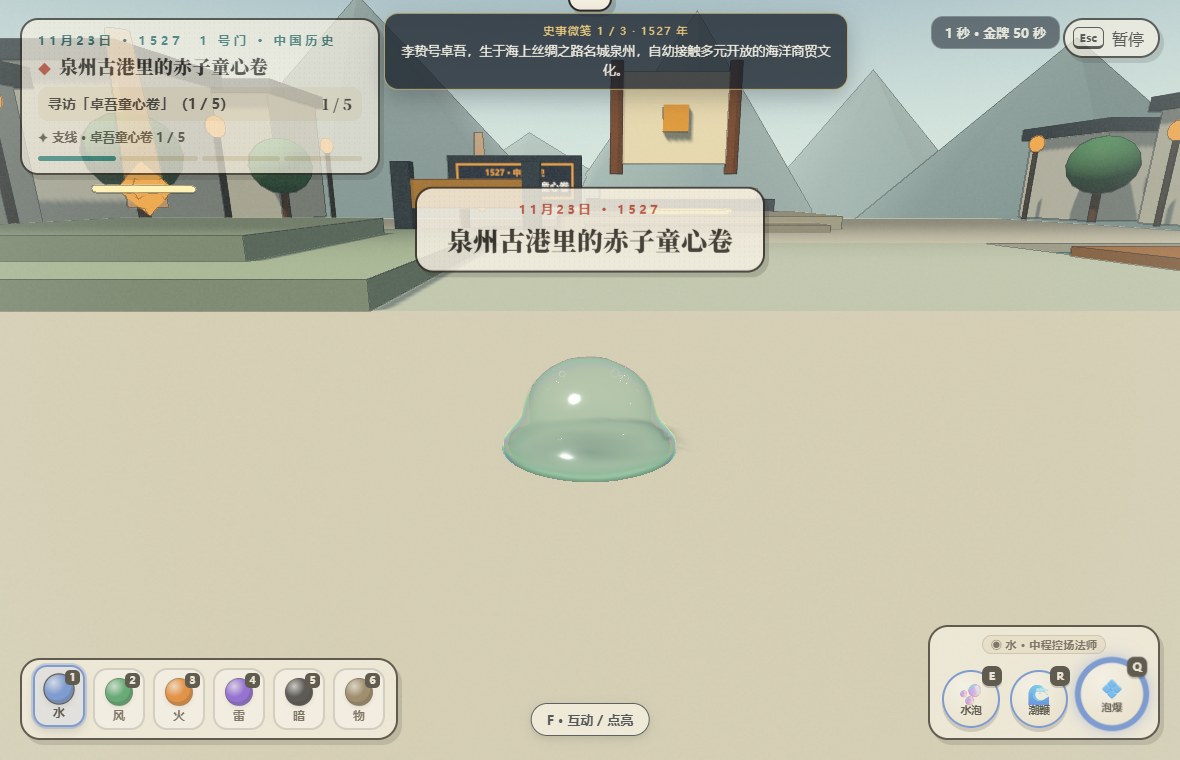 11月23日 · 1527 1 号门 · 中国历史
泉州古港里的赤子童心卷
寻访「卓吾童心卷」（1 / 5） 1 / 5
支线 · 卓吾童心卷 1 / 5
史事微笺 1 / 3 · 1527 年
李贽号卓吾，生于海上丝绸之路名城泉州，自幼接触多元开放的海洋商贸文
化。
1 秒 · 金牌 50 秒
Esc 暂停
1527 · 中
11月23日 · 1527
泉州古港里的赤子童心卷
1 水
2 风
3 火
4 雷
5 暗
6 物
F · 互动 / 点亮
水 · 中程控场法师
E 水泡
R 潮鞭
Q 泡爆